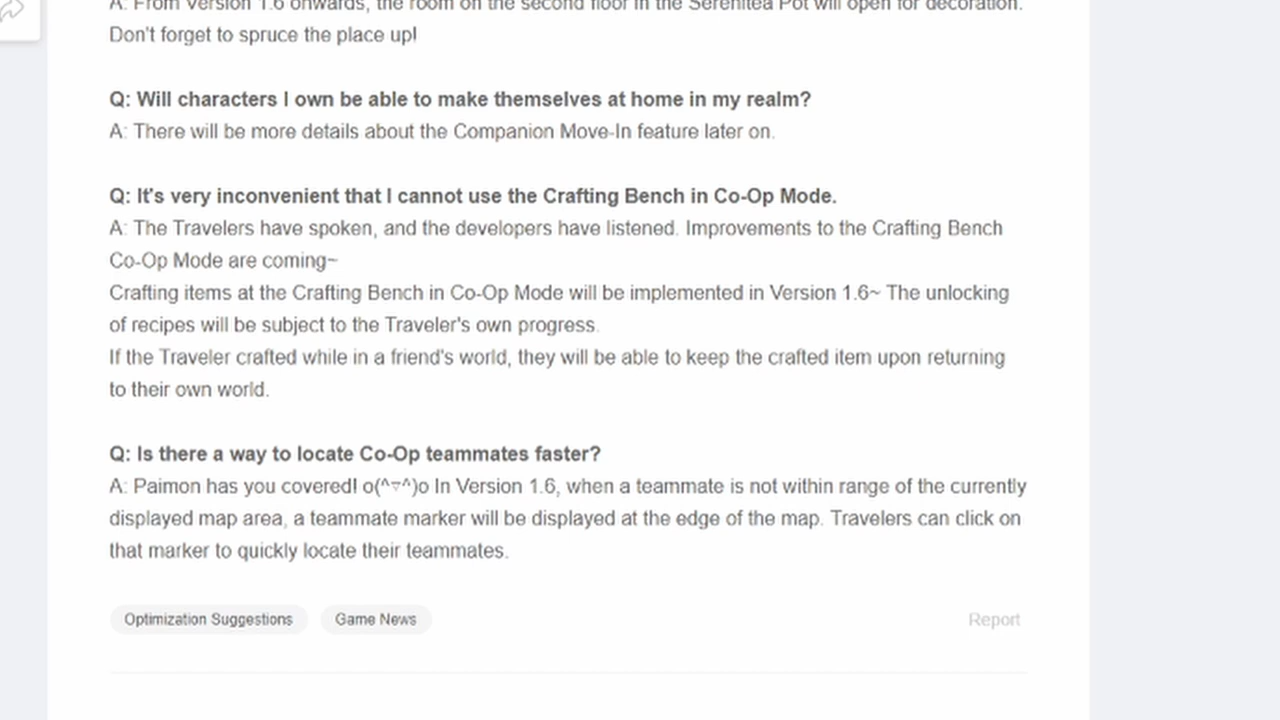 A: From Version 1.6 onwards, the room on the second floor in the Serenitea Pot will open for decoration.
Don't forget to spruce the place up!
Q: Will characters I own be able to make themselves at home in my realm?
A: There will be more details about the Companion Move-In feature later on.
Q: It's very inconvenient that I cannot use the Crafting Bench in Co-Op Mode.
A: The Travelers have spoken, and the developers have listened. Improvements to the Crafting Bench
Co-Op Mode are coming~
Crafting items at the Crafting Bench in Co-Op Mode will be implemented in Version 1.6~ The unlocking
of recipes will be subject to the Traveler's own progress.
If the Traveler crafted while in a friend's world, they will be able to keep the crafted item upon returning
to their own world.
Q: Is there a way to locate Co-Op teammates faster?
A: Paimon has you covered! o(^▽^)o In Version 1.6, when a teammate is not within range of the currently
displayed map area, a teammate marker will be displayed at the edge of the map. Travelers can click on
that marker to quickly locate their teammates.
Optimization Suggestions
Game News
Report